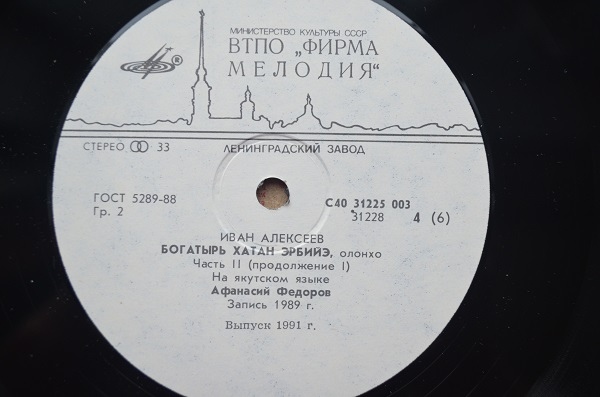 МИНИСТЕРСТВО КУЛЬТУРЫ СССР
ВТПО „ФИРМА
МЕЛОДИЯ“
®
СТЕРЕО 33
ЛЕНИНГРАДСКИЙ ЗАВОД
ГОСТ 5289-88
Гр. 2
С40 31225 003
31228 4 (6)
ИВАН АЛЕКСЕЕВ
БОГАТЫРЬ ХАТАН ЭРБИЙЭ, олонхо
Часть II (продолжение I)
На якутском языке
Афанасий Федоров
Запись 1989 г.
Выпуск 1991 г.